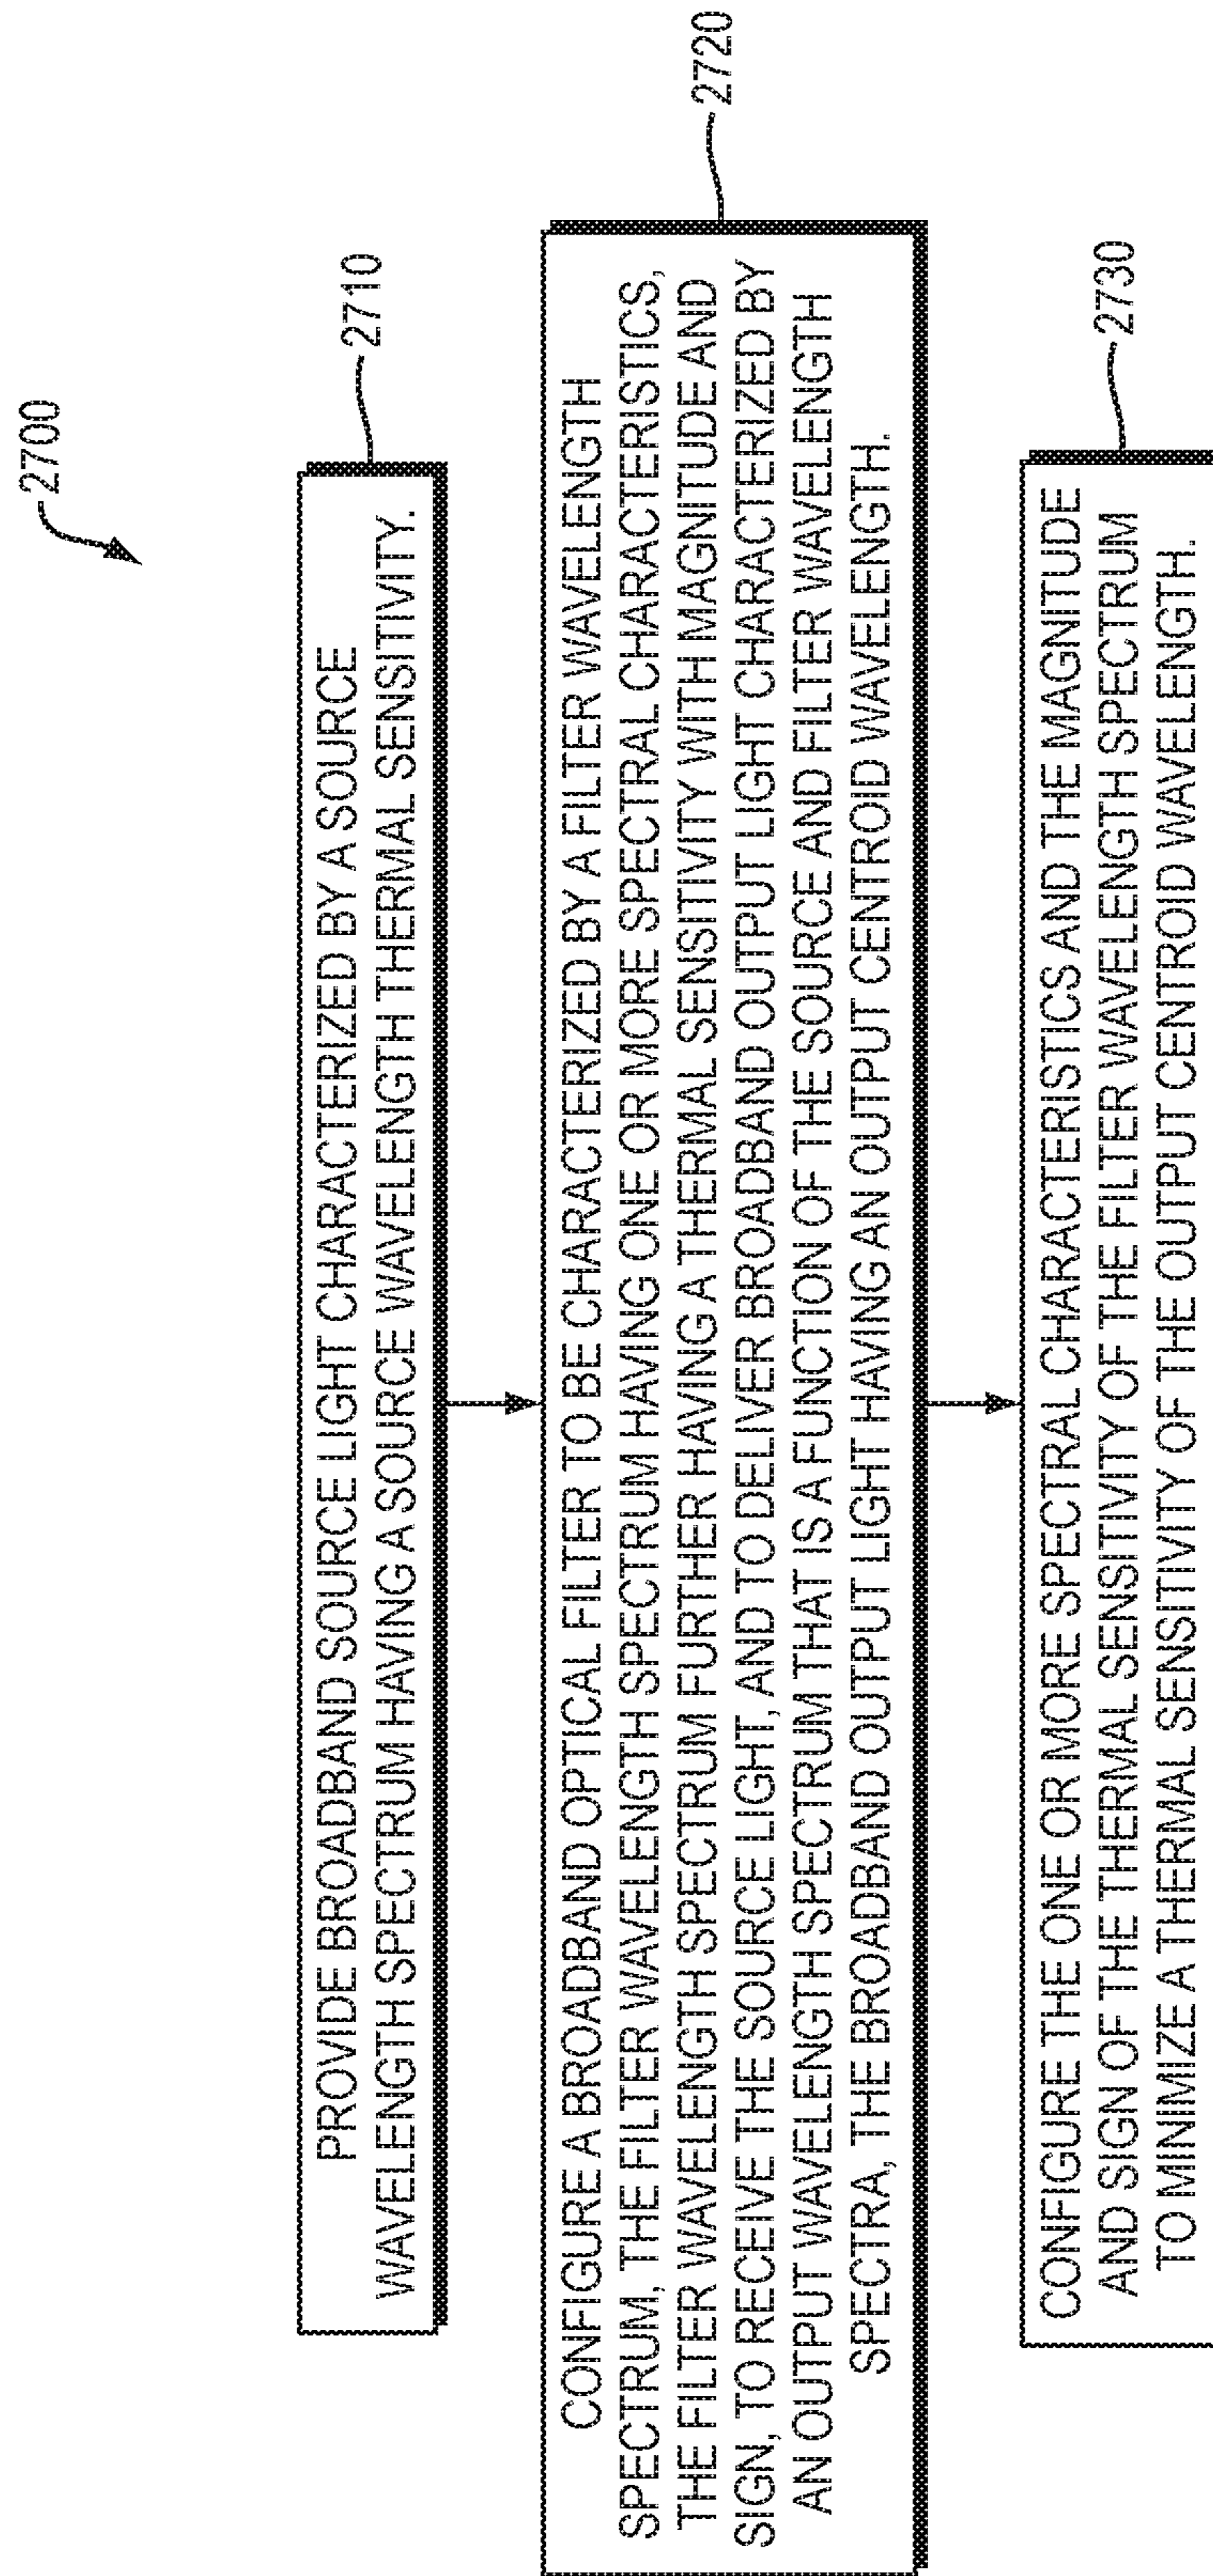 2700
PROVIDE BROADBAND SOURCE LIGHT CHARACTERIZED BY A SOURCE
WAVELENGTH SPECTRUM HAVING A SOURCE WAVELENGTH THERMAL SENSITIVITY.
2710
CONFIGURE A BROADBAND OPTICAL FILTER TO BE CHARACTERIZED BY A FILTER WAVELENGTH
SPECTRUM, THE FILTER WAVELENGTH SPECTRUM HAVING ONE OR MORE SPECTRAL CHARACTERISTICS,
THE FILTER WAVELENGTH SPECTRUM FURTHER HAVING A THERMAL SENSITIVITY WITH MAGNITUDE AND
SIGN, TO RECEIVE THE SOURCE LIGHT, AND TO DELIVER BROADBAND OUTPUT LIGHT CHARACTERIZED BY
AN OUTPUT WAVELENGTH SPECTRUM THAT IS A FUNCTION OF THE SOURCE AND FILTER WAVELENGTH
SPECTRA, THE BROADBAND OUTPUT LIGHT HAVING AN OUTPUT CENTROID WAVELENGTH.
2720
CONFIGURE THE ONE OR MORE SPECTRAL CHARACTERISTICS AND THE MAGNITUDE
AND SIGN OF THE THERMAL SENSITIVITY OF THE FILTER WAVELENGTH SPECTRUM
TO MINIMIZE A THERMAL SENSITIVITY OF THE OUTPUT CENTROID WAVELENGTH.
2730